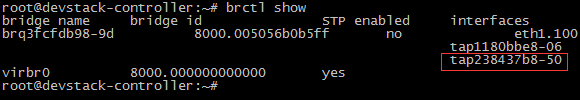 root@devstack-controller:~# brctl show
bridge name bridge id STP enabled interfaces
brq3fcfdb98-9d 8000.005056b0b5ff no eth1.100
tap1180bbe8-06
tap238437b8-50
virbr0 8000.000000000000 yes
root@devstack-controller:~#